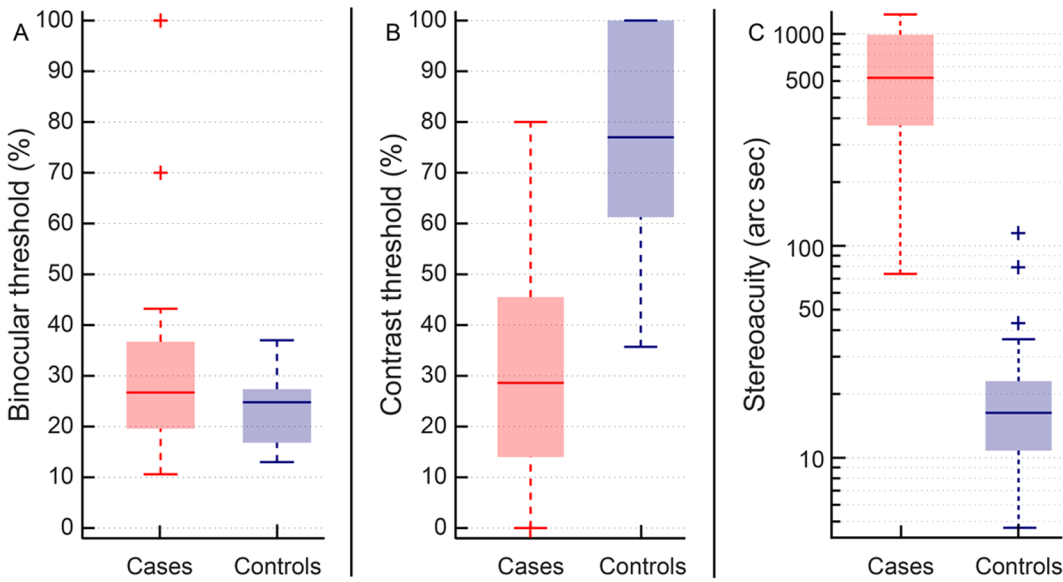 A
Binocular threshold (%)
100
90
80
70
60
50
40
30
20
10
0
Cases
Controls
B
Contrast threshold (%)
100
90
80
70
60
50
40
30
20
10
0
Cases
Controls
C
Stereoacuity (arc sec)
1000
500
100
50
10
Cases
Controls